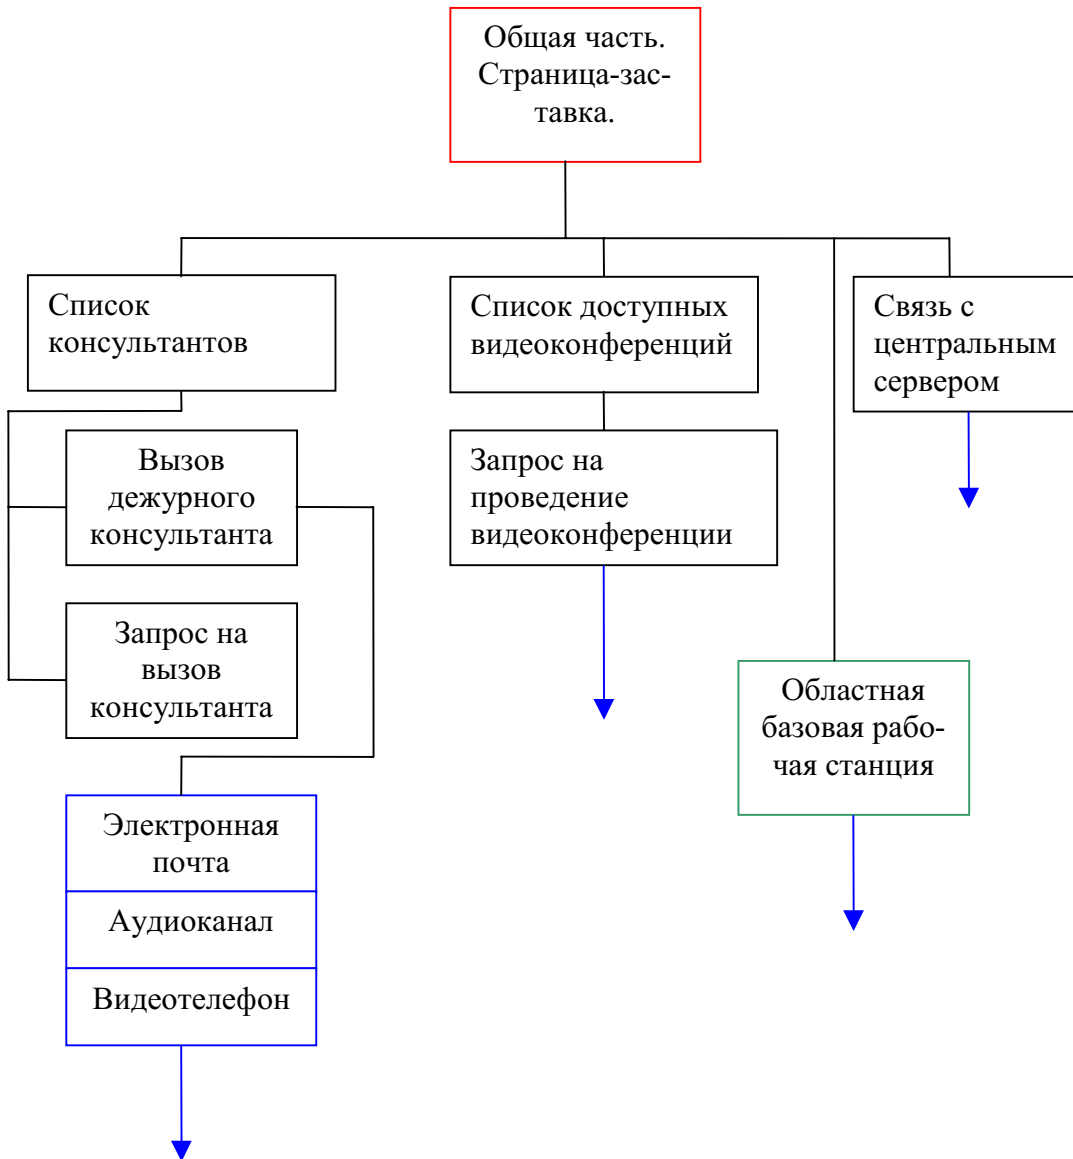 Общая часть.
Страница-зас-
тавка.
Список
консультантов
Список доступных
видеоконференций
Связь с
центральным
сервером
Вызов
дежурного
консультанта
Запрос на
проведение
видеоконференции
Запрос на
вызов
консультанта
Областная
базовая рабо-
чая станция
Электронная
почта
Аудиоканал
Видеотелефон